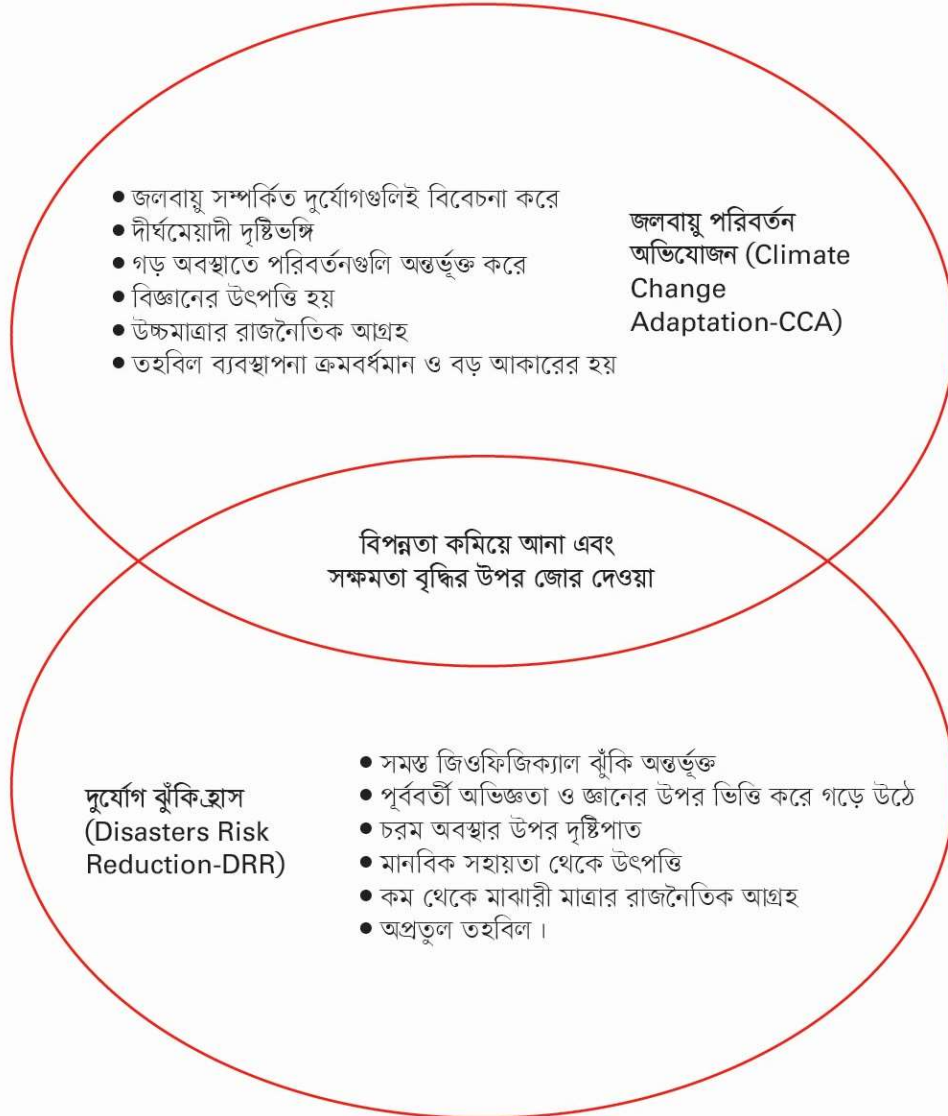 • জলবায়ু সম্পর্কিত দুর্যোগগুলিই বিবেচনা করে
• দীর্ঘমেয়াদী দৃষ্টিভঙ্গি
• গড় অবস্থাতে পরিবর্তনগুলি অন্তর্ভূক্ত করে
• বিজ্ঞানের উৎপত্তি হয়
• উচ্চমাত্রার রাজনৈতিক আগ্রহ
• তহবিল ব্যবস্থাপনা ক্রমবর্ধমান ও বড় আকারের হয়
জলবায়ু পরিবর্তন
অভিযোজন (Climate
Change
Adaptation-CCA)
বিপন্নতা কমিয়ে আনা এবং
সক্ষমতা বৃদ্ধির উপর জোর দেওয়া
দুর্যোগ ঝুঁকি হ্রাস
(Disasters Risk
Reduction-DRR)
• সমস্ত জিওফিজিক্যাল ঝুঁকি অন্তর্ভূক্ত
• পূর্ববর্তী অভিজ্ঞতা ও জ্ঞানের উপর ভিত্তি করে গড়ে উঠে
• চরম অবস্থার উপর দৃষ্টিপাত
• মানবিক সহায়তা থেকে উৎপত্তি
• কম থেকে মাঝারী মাত্রার রাজনৈতিক আগ্রহ
• অপ্রতুল তহবিল।